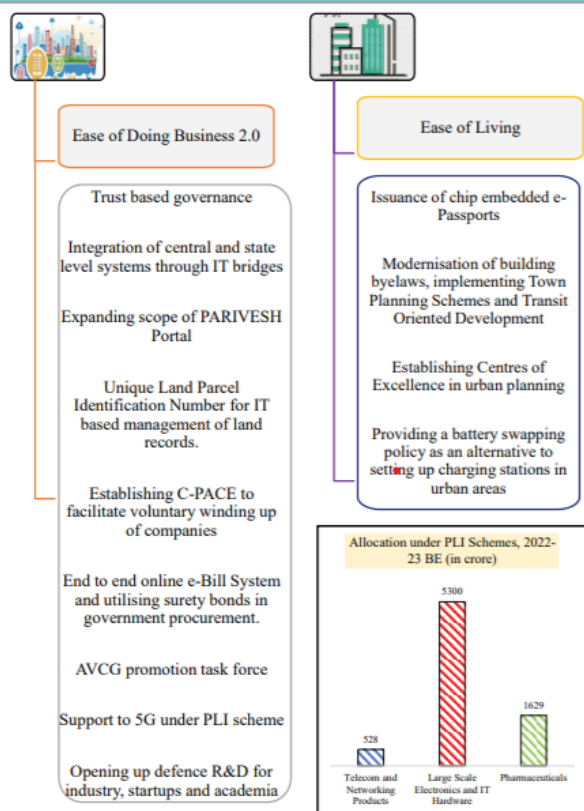 Ease of Doing Business 2.0
Trust based governance
Integration of central and state
level systems through IT bridges
Expanding scope of PARIVESH
Portal
Unique Land Parcel
Identification Number for IT
based management of land
records.
Establishing C-PACE to
facilitate voluntary winding up
of companies
End to end online e-Bill System
and utilising surety bonds in
government procurement.
AVCG promotion task force
Support to 5G under PLI scheme
Opening up defence R&D for
industry, startups and academia
Ease of Living
Issuance of chip embedded e-
Passports
Modernisation of building
byelaws, implementing Town
Planning Schemes and Transit
Oriented Development
Establishing Centres of
Excellence in urban planning
Providing a battery swapping
policy as an alternative to
setting up charging stations in
urban areas
Allocation under PLI Schemes, 2022-
23 BE (in crore)
5300
1629
528
Telecom and
Networking
Products
Large Scale
Electronics and IT
Hardware
Pharmaceuticals